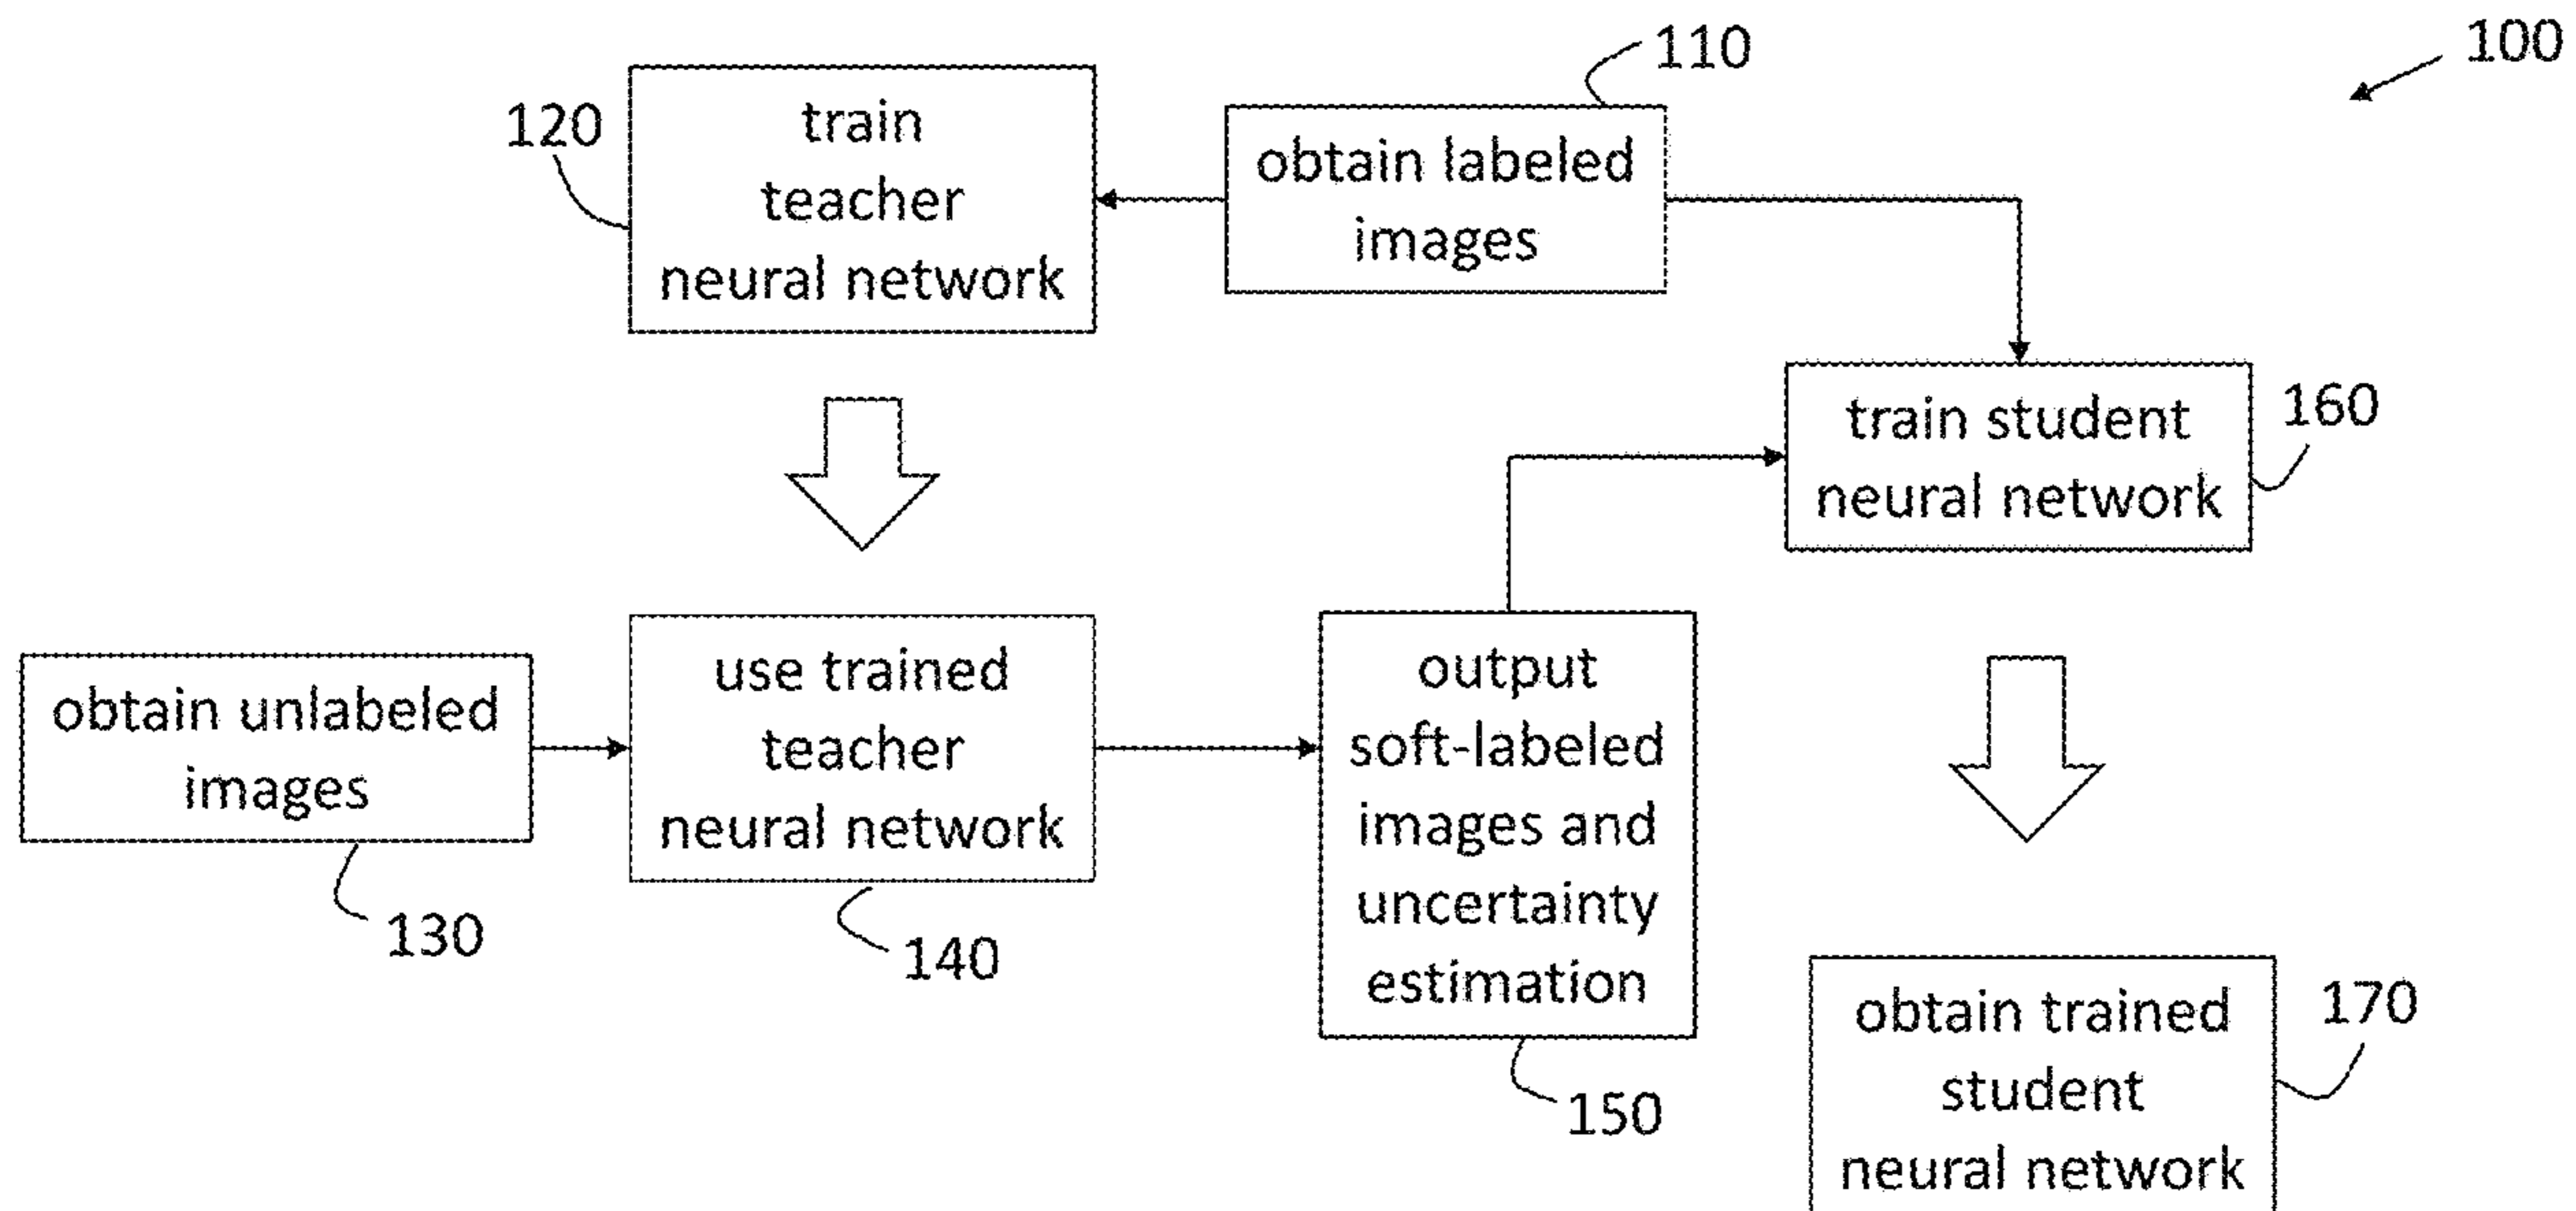 100
110
120
train
teacher
neural network
obtain labeled
images
160
train student
neural network
obtain unlabeled
images
130
use trained
teacher
neural network
140
output
soft-labeled
images and
uncertainty
estimation
150
170
obtain trained
student
neural network